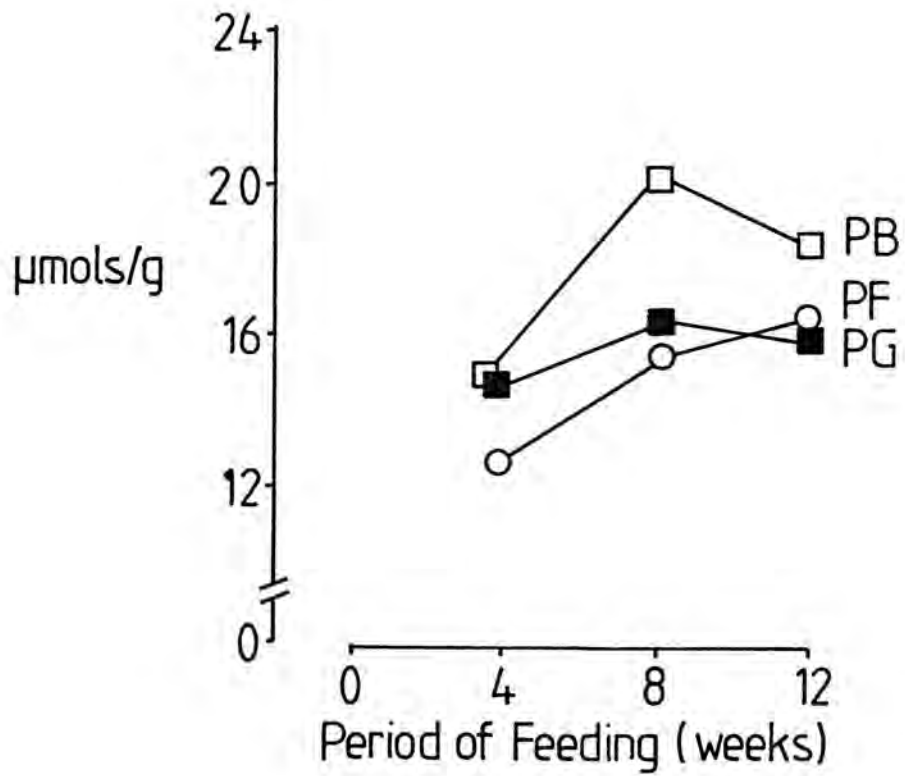 24
20
μmols/g
16
12
0
PB
PF
PG
0 4 8 12
Period of Feeding (weeks)